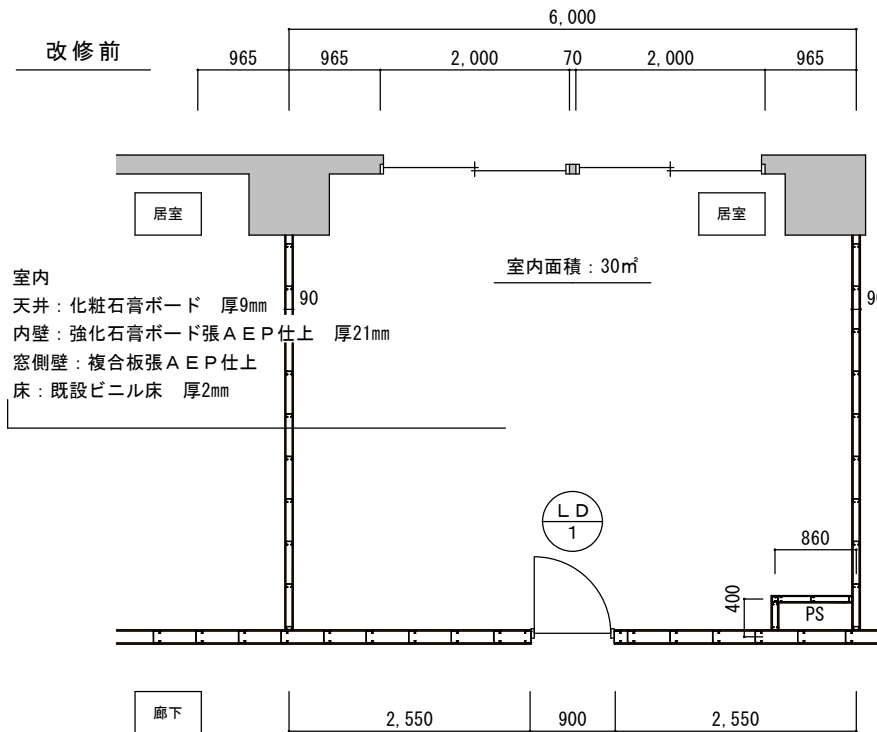 6,000
改修前
965 965 2,000 70 2,000 965
居室 居室
室内面積：30㎡
室内
天井：化粧石膏ボード　厚9mm
90
内壁：強化石膏ボード張ＡＥＰ仕上　厚21mm
窓側壁：複合板張ＡＥＰ仕上
床：既設ビニル床　厚2mm
ＬＤ
1
860
400
PS
廊下
2,550 900 2,550